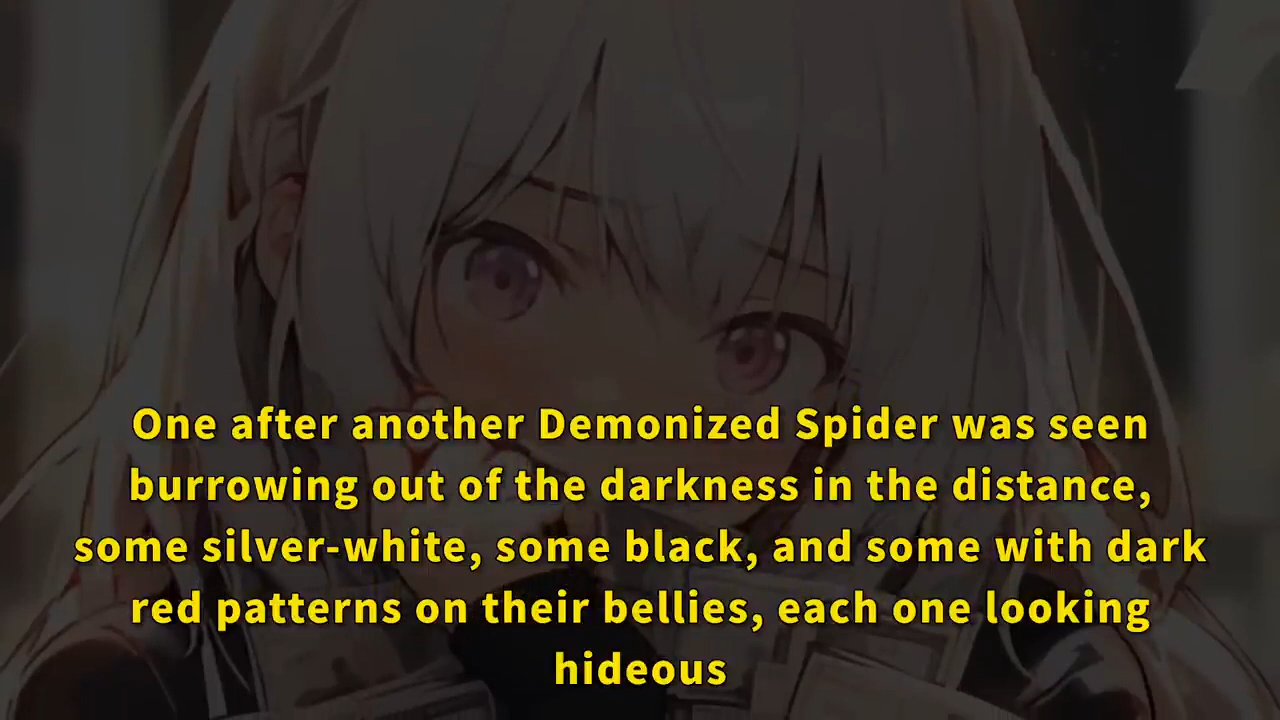 One after another Demonized Spider was seen
burrowing out of the darkness in the distance,
some silver-white, some black, and some with dark
red patterns on their bellies, each one looking
hideous